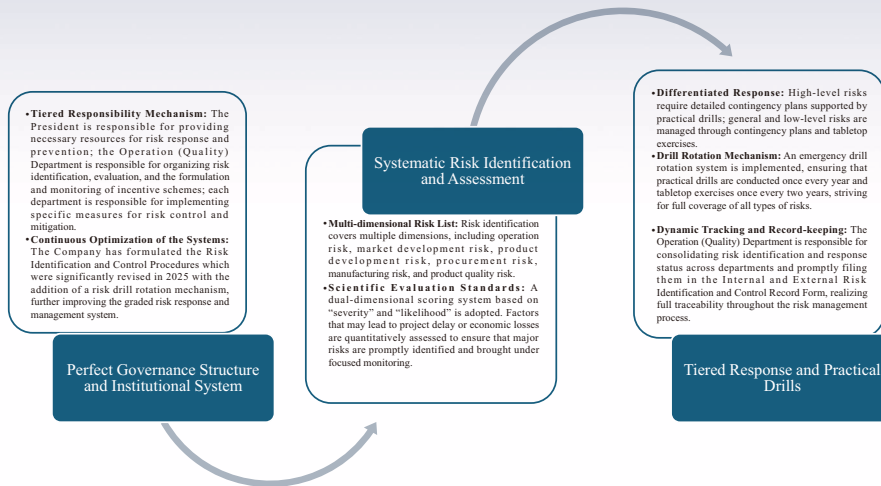 •Tiered Responsibility Mechanism: The
President is responsible for providing
necessary resources for risk response and
prevention; the Operation (Quality)
Department is responsible for organizing risk
identification, evaluation, and the formulation
and monitoring of incentive schemes; each
department is responsible for implementing
specific measures for risk control and
mitigation.
•Continuous Optimization of the Systems:
The Company has formulated the Risk
Identification and Control Procedures which
were significantly revised in 2025 with the
addition of a risk drill rotation mechanism,
further improving the graded risk response and
management system.
Perfect Governance Structure
and Institutional System
Systematic Risk Identification
and Assessment
•Multi-dimensional Risk List: Risk identification
covers multiple dimensions, including operation
risk, market development risk, product
development risk, procurement risk,
manufacturing risk, and product quality risk.
•Scientific Evaluation Standards: A
dual-dimensional scoring system based on
“severity” and “likelihood” is adopted. Factors
that may lead to project delay or economic losses
are quantitatively assessed to ensure that major
risks are promptly identified and brought under
focused monitoring.
•Differentiated Response: High-level risks
require detailed contingency plans supported by
practical drills; general and low-level risks are
managed through contingency plans and tabletop
exercises.
•Drill Rotation Mechanism: An emergency drill
rotation system is implemented, ensuring that
practical drills are conducted once every year and
tabletop exercises once every two years, striving
for full coverage of all types of risks.
•Dynamic Tracking and Record-keeping: The
Operation (Quality) Department is responsible for
consolidating risk identification and response
status across departments and promptly filing
them in the Internal and External Risk
Identification and Control Record Form, realizing
full traceability throughout the risk management
process.
Tiered Response and Practical
Drills